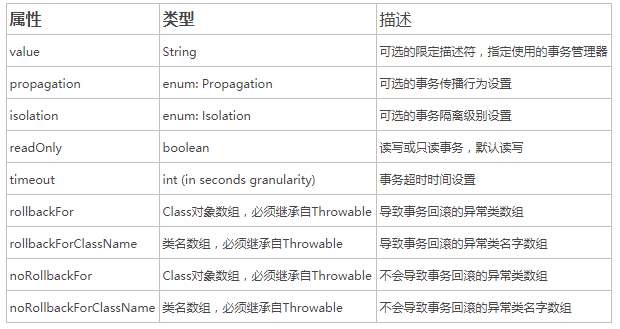 属性 类型 描述
value String 可选的限定描述符，指定使用的事务管理器
propagation enum: Propagation 可选的事务传播行为设置
isolation enum: Isolation 可选的事务隔离级别设置
readOnly boolean 读写或只读事务，默认读写
timeout int (in seconds granularity) 事务超时时间设置
rollbackFor Class对象数组，必须继承自Throwable 导致事务回滚的异常类数组
rollbackForClassName 类名数组，必须继承自Throwable 导致事务回滚的异常类名字数组
noRollbackFor Class对象数组，必须继承自Throwable 不会导致事务回滚的异常类数组
noRollbackForClassName 类名数组，必须继承自Throwable 不会导致事务回滚的异常类名字数组